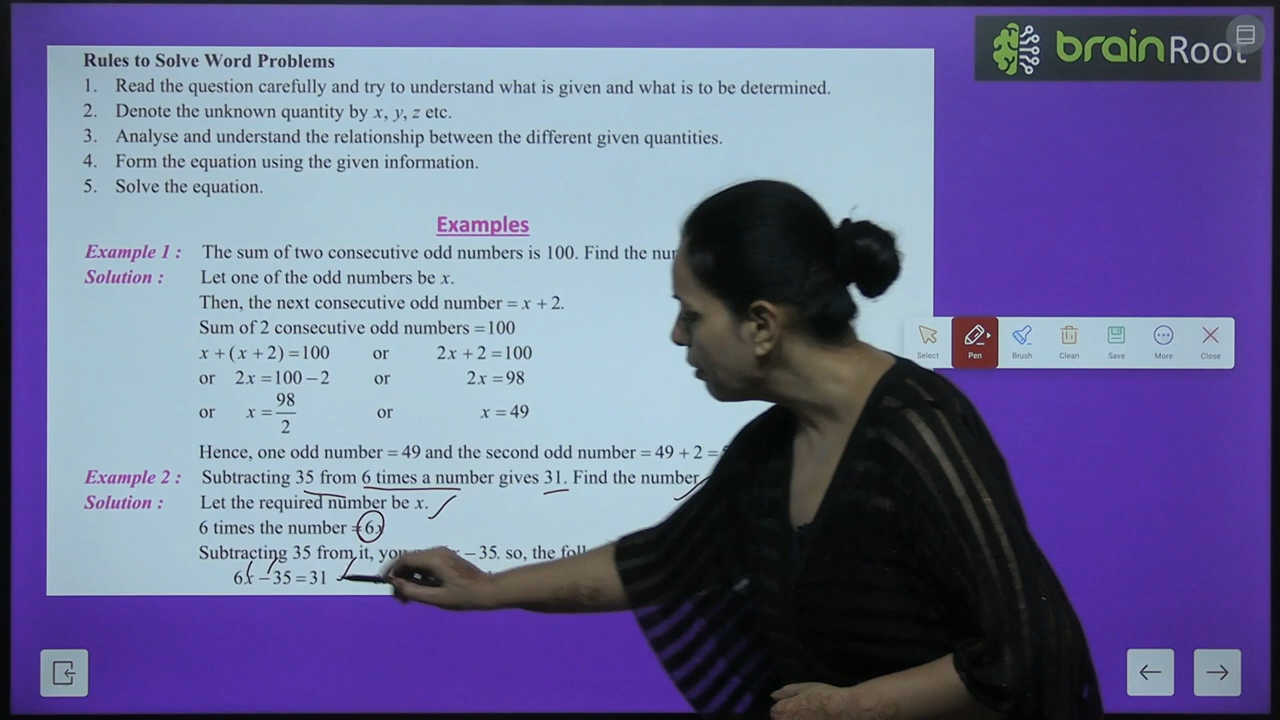 brainRoot
Rules to Solve Word Problems
1. Read the question carefully and try to understand what is given and what is to be determined.
2. Denote the unknown quantity by x, y, z etc.
3. Analyse and understand the relationship between the different given quantities.
4. Form the equation using the given information.
5. Solve the equation.
Examples
Example 1 : The sum of two consecutive odd numbers is 100. Find the
Solution : Let one of the odd numbers be x.
Then, the next consecutive odd number = x + 2.
Sum of 2 consecutive odd numbers = 100
x + (x + 2) = 100 or 2x + 2 = 100
or 2x = 100 – 2 or 2x = 98
or x = 98/2 or x = 49
Hence, one odd number = 49 and the second odd number = 49 + 2 =
Example 2 : Subtracting 35 from 6 times a number gives 31. Find the number
Solution : Let the required number be x.
6 times the number = 6x
Subtracting 35 from it, – 35. so, the
6x – 35 = 31
Select
Pen
Brush
Clean
Save
More
Close